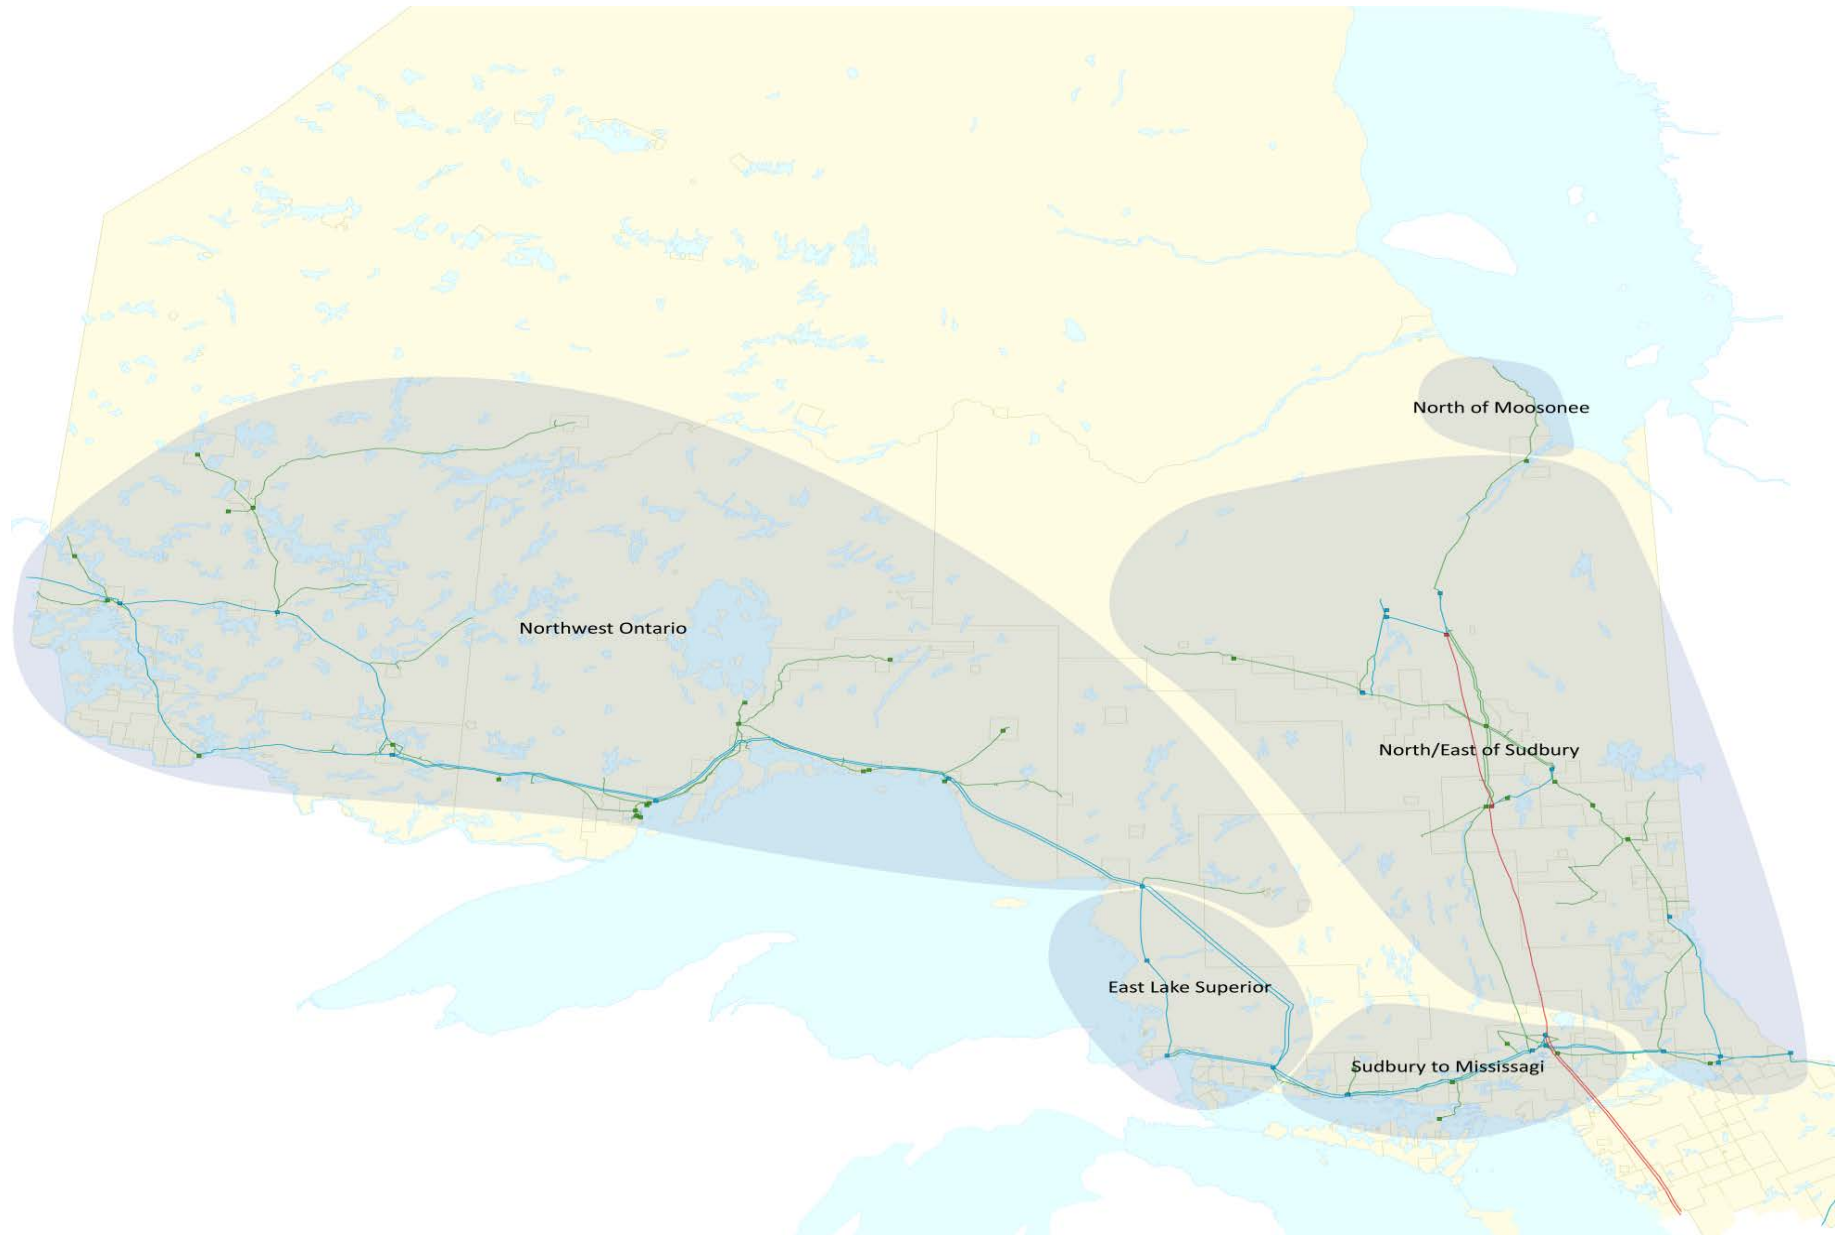 North of Moosonee
Northwest Ontario
North/East of Sudbury
East Lake Superior
Sudbury to Mississagi